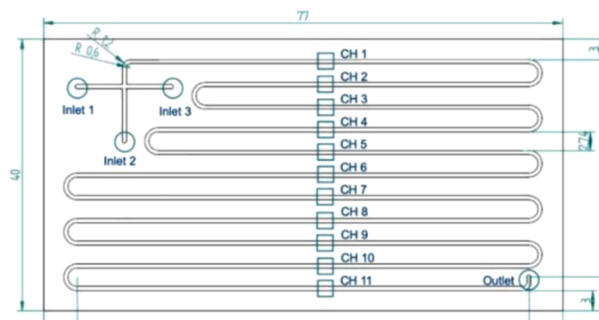 77
R 1,2
R 0,6
3
CH 1
CH 2
Inlet 1
Inlet 3
CH 3
CH 4
Inlet 2
CH 5
2.74
40
CH 6
CH 7
CH 8
CH 9
CH 10
CH 11
Outlet
3